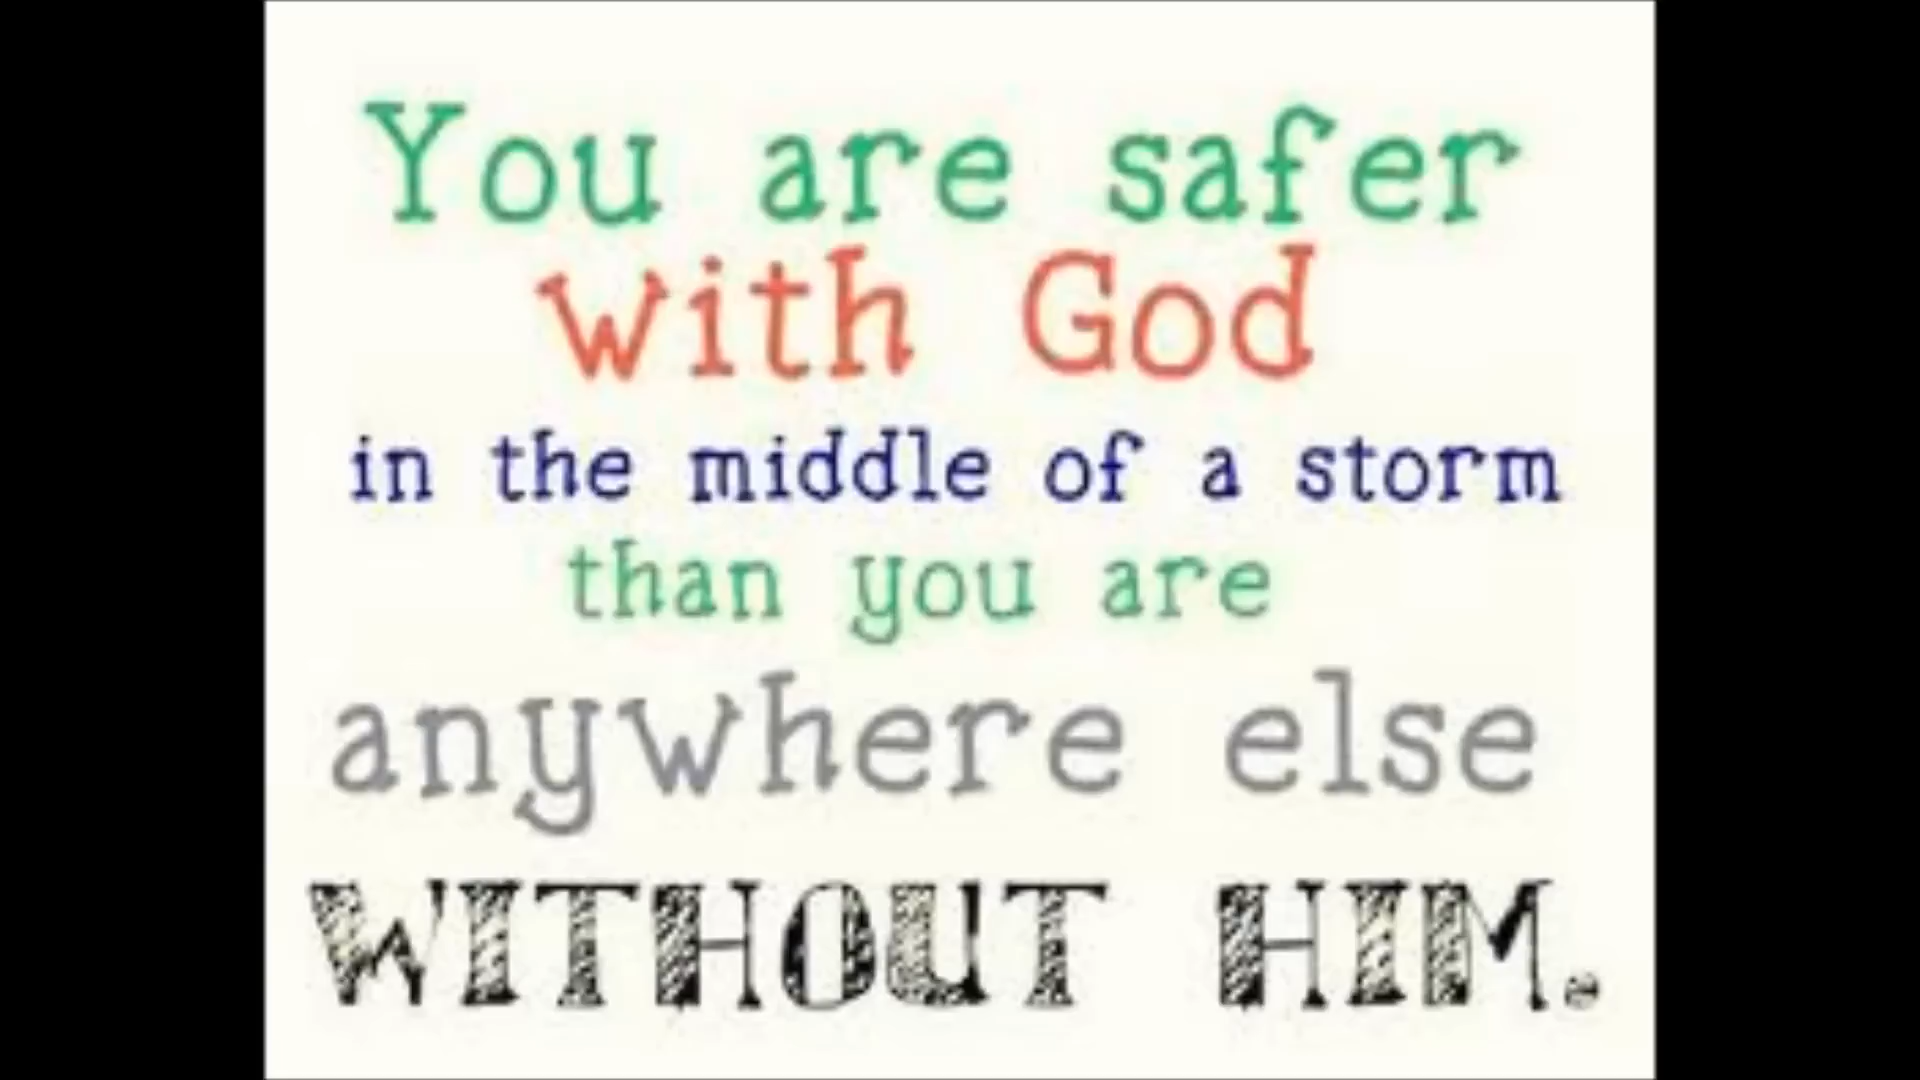 You are safer
with God
in the middle of a storm
than you are
anywhere else
WITHOUT HIM.